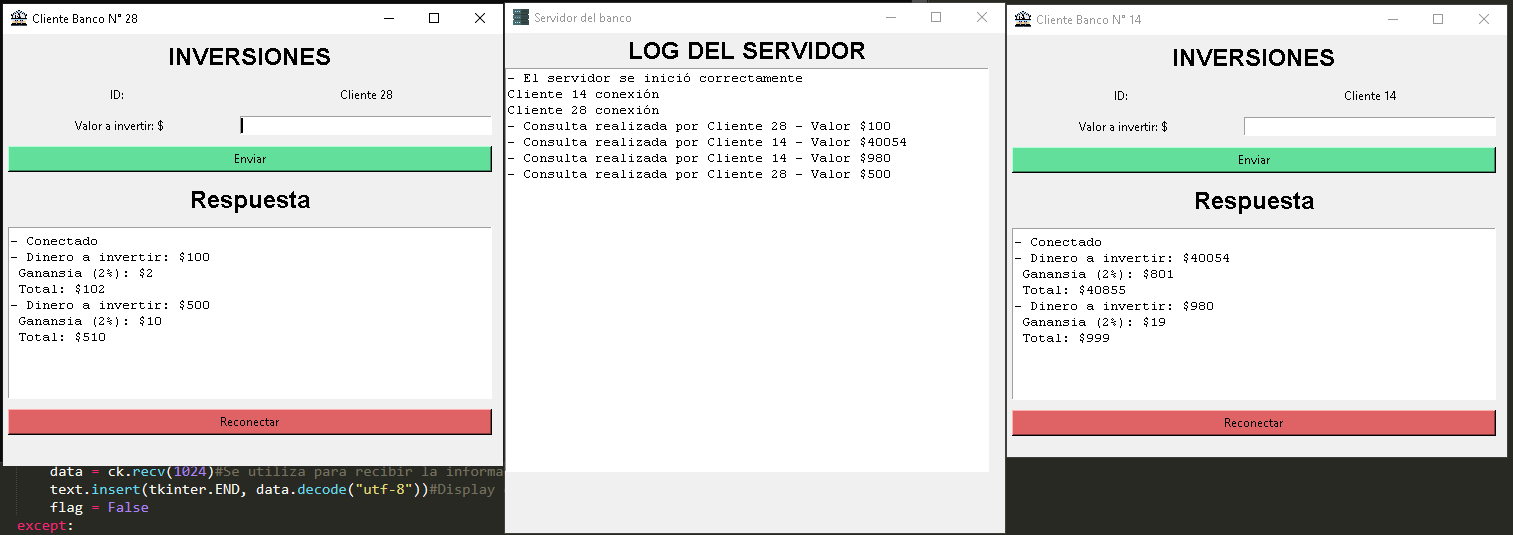 Cliente Banco N° 28
INVERSIONES
ID: Cliente 28
Valor a invertir: $
Enviar
Respuesta
- Conectado
- Dinero a invertir: $100
Ganansia (2%): $2
Total: $102
- Dinero a invertir: $500
Ganansia (2%): $10
Total: $510
Reconectar
data = ck.recv(1024)#Se utiliza para recibir la informa
text.insert(tkinter.END, data.decode("utf-8"))#Display
flag = False
except:
Servidor del banco
LOG DEL SERVIDOR
- El servidor se inició correctamente
Cliente 14 conexión
Cliente 28 conexión
- Consulta realizada por Cliente 28 - Valor $100
- Consulta realizada por Cliente 14 - Valor $40054
- Consulta realizada por Cliente 14 - Valor $980
- Consulta realizada por Cliente 28 - Valor $500
Cliente Banco N° 14
INVERSIONES
ID: Cliente 14
Valor a invertir: $
Enviar
Respuesta
- Conectado
- Dinero a invertir: $40054
Ganansia (2%): $801
Total: $40855
- Dinero a invertir: $980
Ganansia (2%): $19
Total: $999
Reconectar